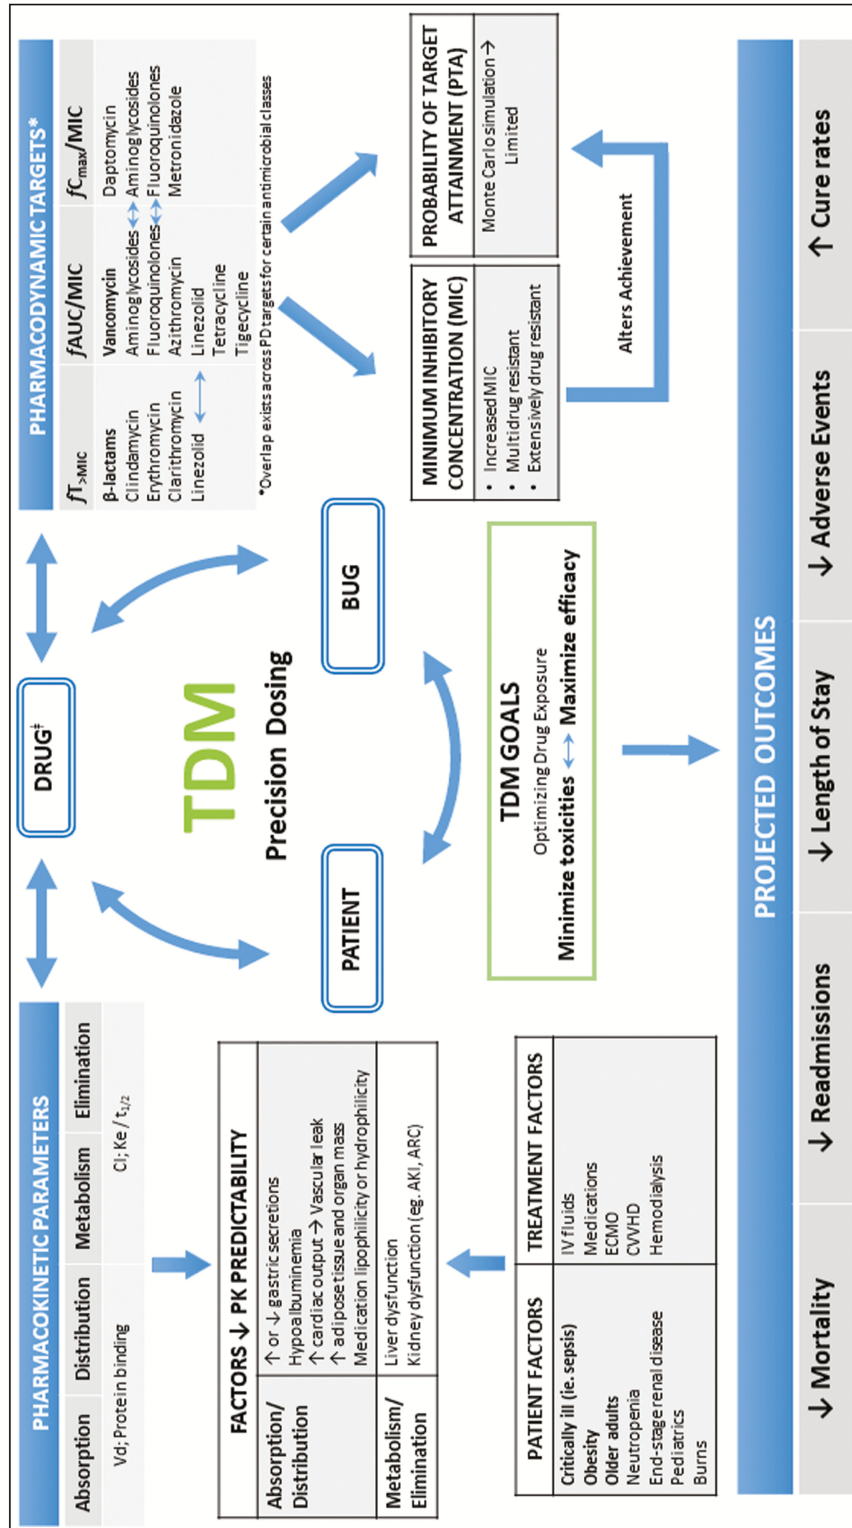 PHARMACOKINETIC PARAMETERS
Absorption Distribution Metabolism Elimination
Vd; Protein binding Cl; Ke / t1/2
FACTORS ↓ PK PREDICTABILITY
Absorption/
Distribution
↑ or ↓ gastric secretions
Hypoalbuminemia
↑ cardiac output → Vascular leak
↑ adipose tissue and organ mass
Medication lipophilicity or hydrophilicity
Metabolism/
Elimination
Liver dysfunction
Kidney dysfunction (eg. AKI, ARC)
PATIENT FACTORS
Critically ill (ie. sepsis)
Obesity
Older adults
Neutropenia
End-stage renal disease
Pediatrics
Burns
TREATMENT FACTORS
IV fluids
Medications
ECMO
CVVHD
Hemodialysis
DRUG‡
TDM
Precision Dosing
PATIENT
BUG
TDM GOALS
Optimizing Drug Exposure
Minimize toxicities ↔ Maximize efficacy
PHARMACODYNAMIC TARGETS*
fT>MIC fAUC/MIC fCmax/MIC
β-lactams
Clindamycin
Erythromycin
Clarithromycin
Linezolid
Vancomycin
Aminoglycosides
Fluoroquinolones
Azithromycin
Linezolid
Tetracycline
Tigecycline
Daptomycin
Aminoglycosides
Fluoroquinolones
Metronidazole
*Overlap exists across PD targets for certain antimicrobial classes
MINIMUM INHIBITORY
CONCENTRATION (MIC)
• Increased MIC
• Multidrug resistant
• Extensively drug resistant
PROBABILITY OF TARGET
ATTAINMENT (PTA)
Monte Carlo simulation →
Limited
Alters Achievement
PROJECTED OUTCOMES
↓ Mortality ↓ Readmissions ↓ Length of Stay ↓ Adverse Events ↑ Cure rates